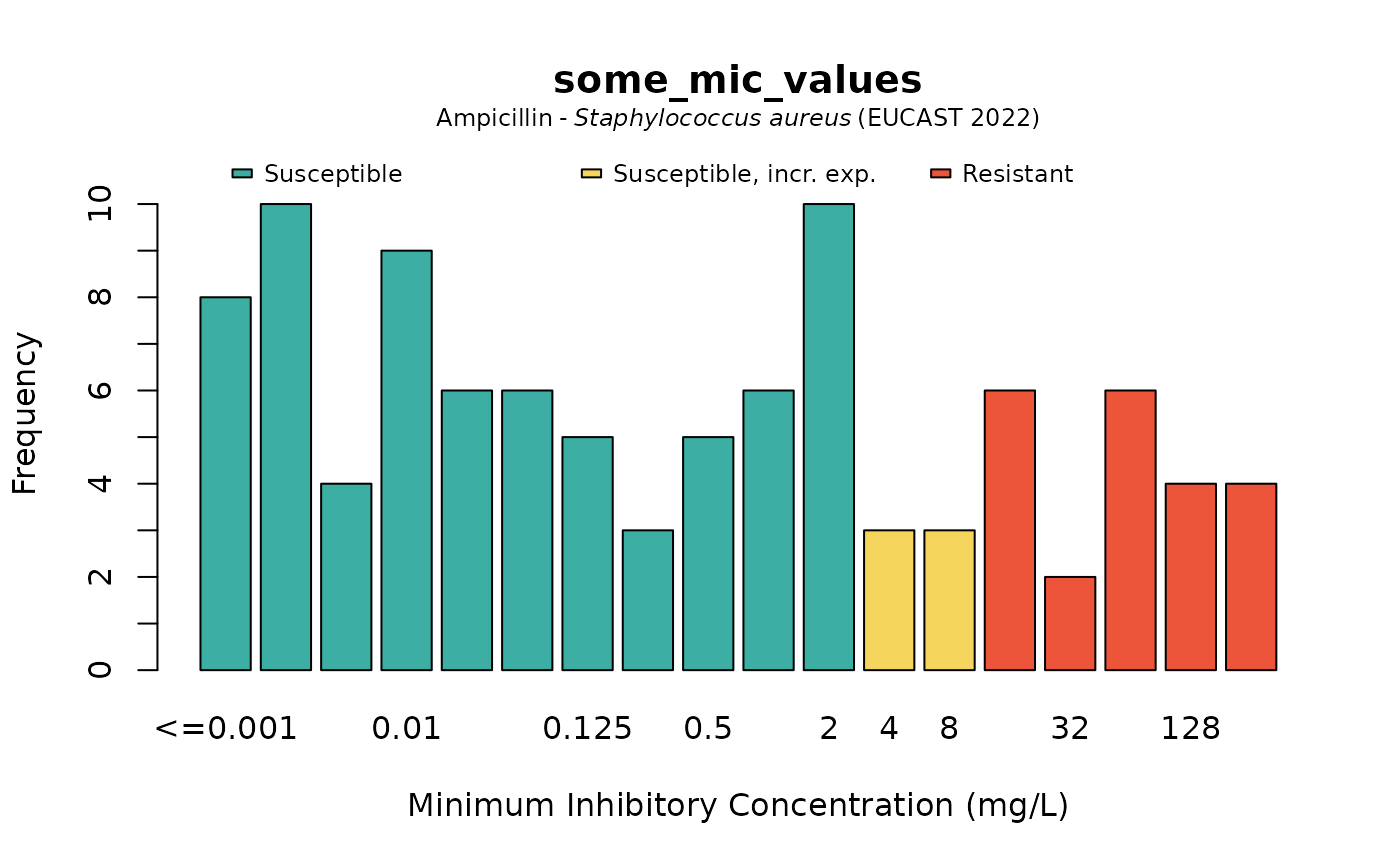 some_mic_values
Ampicillin - Staphylococcus aureus (EUCAST 2022)
Susceptible Susceptible, incr. exp. Resistant
10
8
6
4
2
0
Frequency
<=0.001 0.01 0.125 0.5 2 4 8 32 128
Minimum Inhibitory Concentration (mg/L)